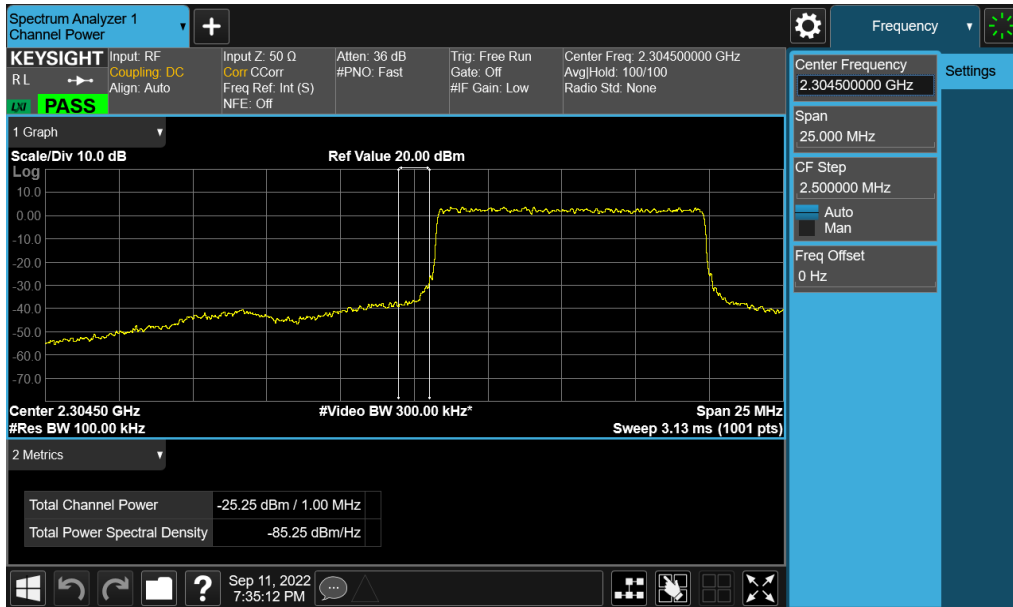 Spectrum Analyzer 1
Channel Power
+
Frequency
KEYSIGHT Input: RF Input Z: 50 Ω Atten: 36 dB Trig: Free Run Center Freq: 2.304500000 GHz
RL Coupling: DC Corr CCorr #PNO: Fast Gate: Off Avg|Hold: 100/100
Align: Auto Freq Ref: Int (S) #IF Gain: Low Radio Std: None
LXI PASS NFE: Off
Center Frequency
2.304500000 GHz
Settings
Span
25.000 MHz
CF Step
2.500000 MHz
Auto
Man
Freq Offset
0 Hz
1 Graph
Scale/Div 10.0 dB Ref Value 20.00 dBm
Log
10.0
0.00
-10.0
-20.0
-30.0
-40.0
-50.0
-60.0
-70.0
Center 2.30450 GHz #Video BW 300.00 kHz* Span 25 MHz
#Res BW 100.00 kHz Sweep 3.13 ms (1001 pts)
2 Metrics
Total Channel Power -25.25 dBm / 1.00 MHz
Total Power Spectral Density -85.25 dBm/Hz
? Sep 11, 2022
7:35:12 PM